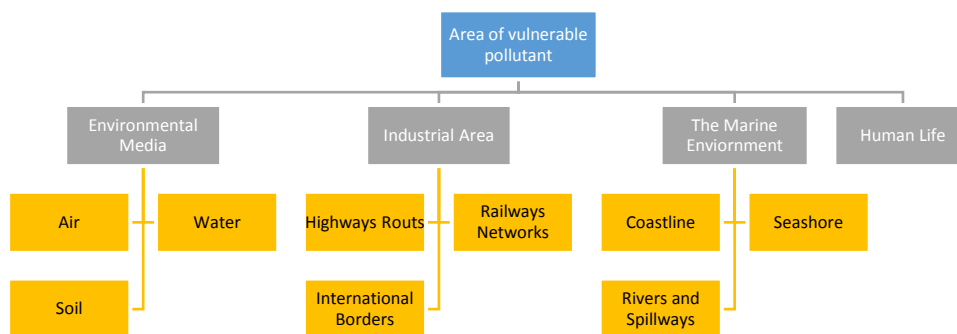 Area of vulnerable
pollutant
Environmental
Media
Industrial Area
The Marine
Enviornment
Human Life
Air
Water
Highways Routs
Railways
Networks
Coastline
Seashore
Soil
International
Borders
Rivers and
Spillways